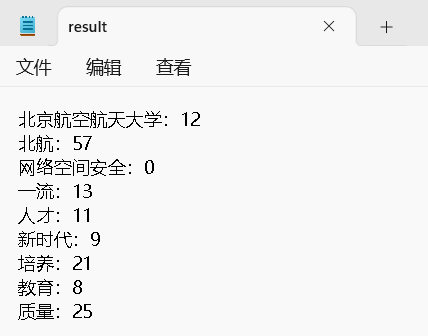 result
文件 编辑 查看
北京航空航天大学：12
北航：57
网络空间安全：0
一流：13
人才：11
新时代：9
培养：21
教育：8
质量：25